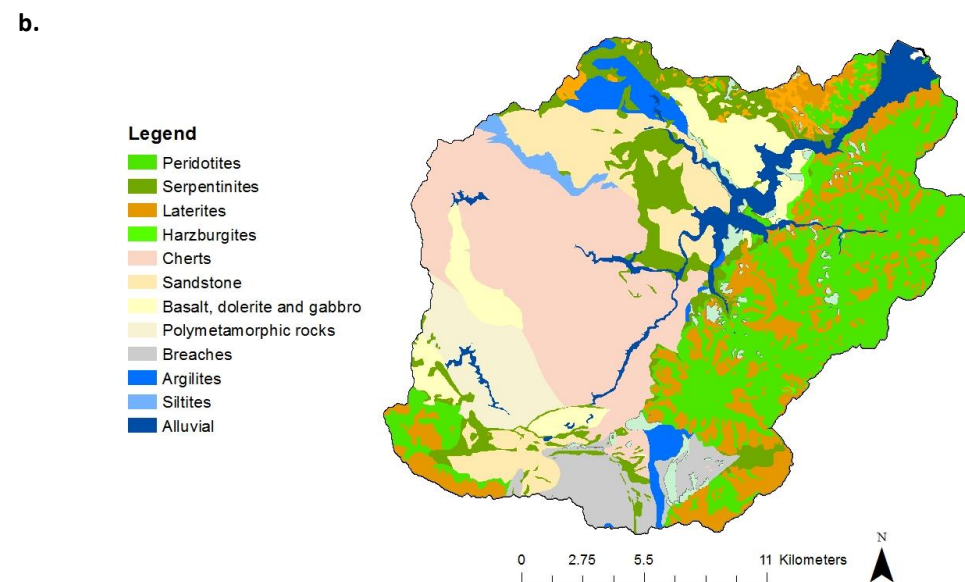 b.
Legend
Peridotites
Serpentinites
Laterites
Harzburgites
Cherts
Sandstone
Basalt, dolerite and gabbro
Polymetamorphic rocks
Breaches
Argilites
Siltites
Alluvial
N
0 2.75 5.5 11 Kilometers